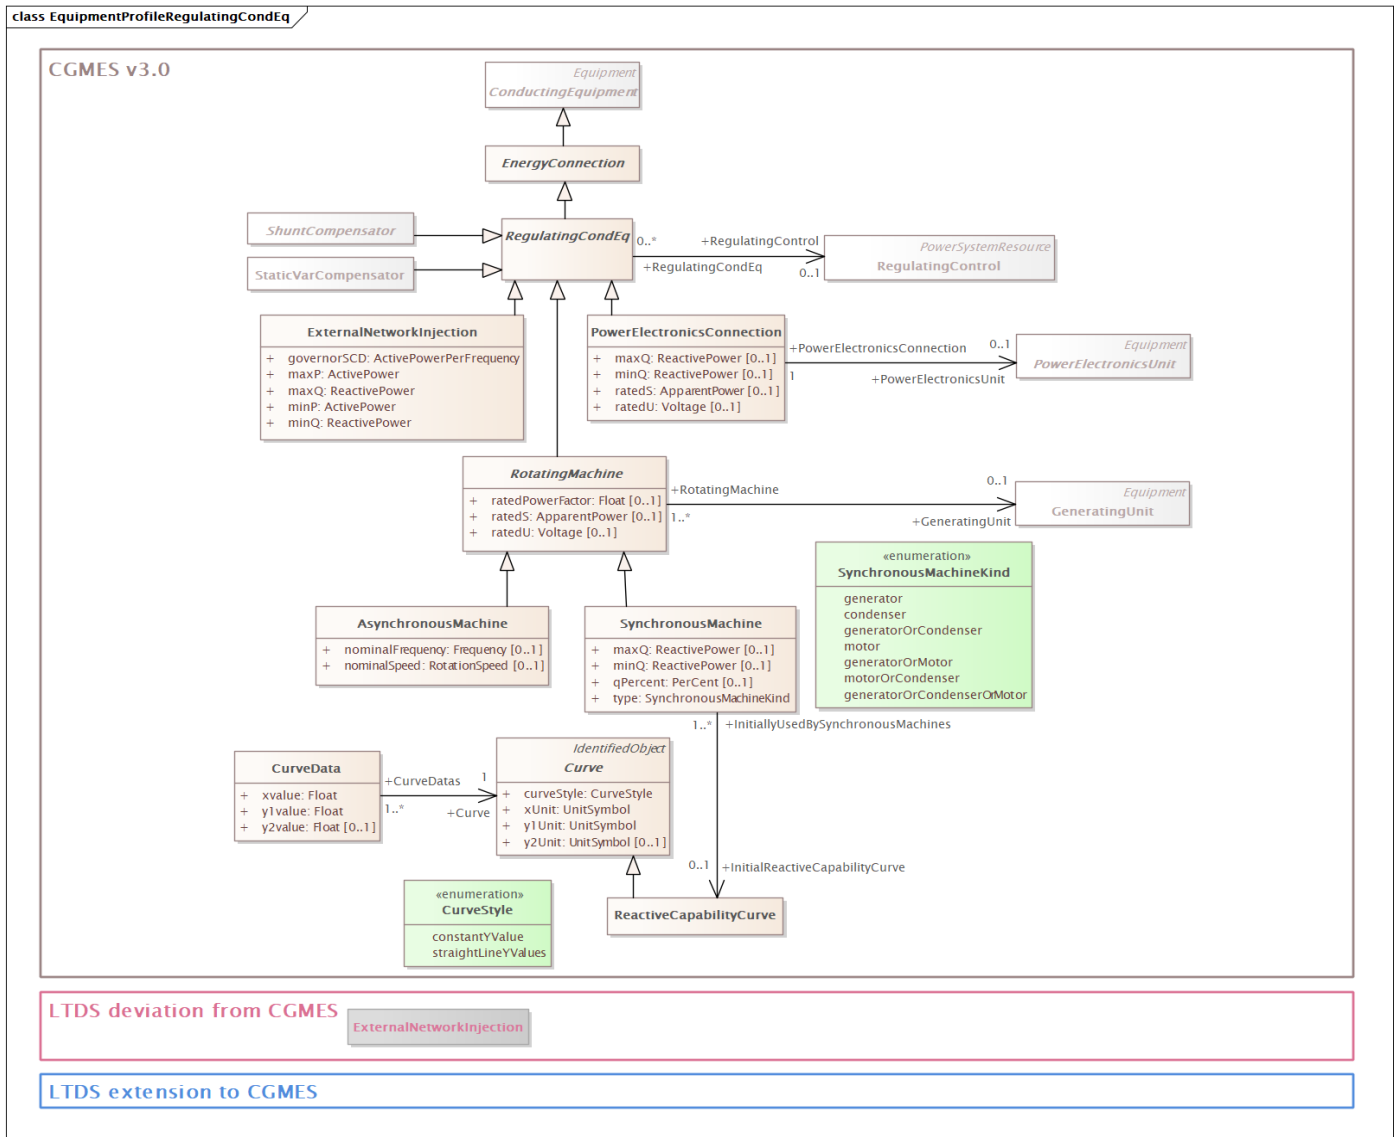 class EquipmentProfileRegulatingCondEq
CGMES v3.0
Equipment
ConductingEquipment
EnergyConnection
ShuntCompensator
StaticVarCompensator
RegulatingCondEq
0..*
+RegulatingControl
+RegulatingCondEq
0..1
PowerSystemResource
RegulatingControl
ExternalNetworkInjection
+ governorSCD: ActivePowerPerFrequency
+ maxP: ActivePower
+ maxQ: ReactivePower
+ minP: ActivePower
+ minQ: ReactivePower
PowerElectronicsConnection
+ maxQ: ReactivePower [0..1]
+ minQ: ReactivePower [0..1]
+ ratedS: ApparentPower [0..1]
+ ratedU: Voltage [0..1]
+PowerElectronicsConnection
0..1
1
+PowerElectronicsUnit
Equipment
PowerElectronicsUnit
RotatingMachine
+ ratedPowerFactor: Float [0..1]
+ ratedS: ApparentPower [0..1]
+ ratedU: Voltage [0..1]
+RotatingMachine
0..1
1..*
+GeneratingUnit
Equipment
GeneratingUnit
«enumeration»
SynchronousMachineKind
generator
condenser
generatorOrCondenser
motor
generatorOrMotor
motorOrCondenser
generatorOrCondenserOrMotor
AsynchronousMachine
+ nominalFrequency: Frequency [0..1]
+ nominalSpeed: RotationSpeed [0..1]
SynchronousMachine
+ maxQ: ReactivePower [0..1]
+ minQ: ReactivePower [0..1]
+ qPercent: PerCent [0..1]
+ type: SynchronousMachineKind
1..*
+InitiallyUsedBySynchronousMachines
CurveData
+ xvalue: Float
+ y1value: Float
+ y2value: Float [0..1]
+CurveDatas
1
1..*
+Curve
IdentifiedObject
Curve
+ curveStyle: CurveStyle
+ xUnit: UnitSymbol
+ y1Unit: UnitSymbol
+ y2Unit: UnitSymbol [0..1]
0..1
+InitialReactiveCapabilityCurve
«enumeration»
CurveStyle
constantYValue
straightLineYValues
ReactiveCapabilityCurve
LTDS deviation from CGMES
ExternalNetworkInjection
LTDS extension to CGMES